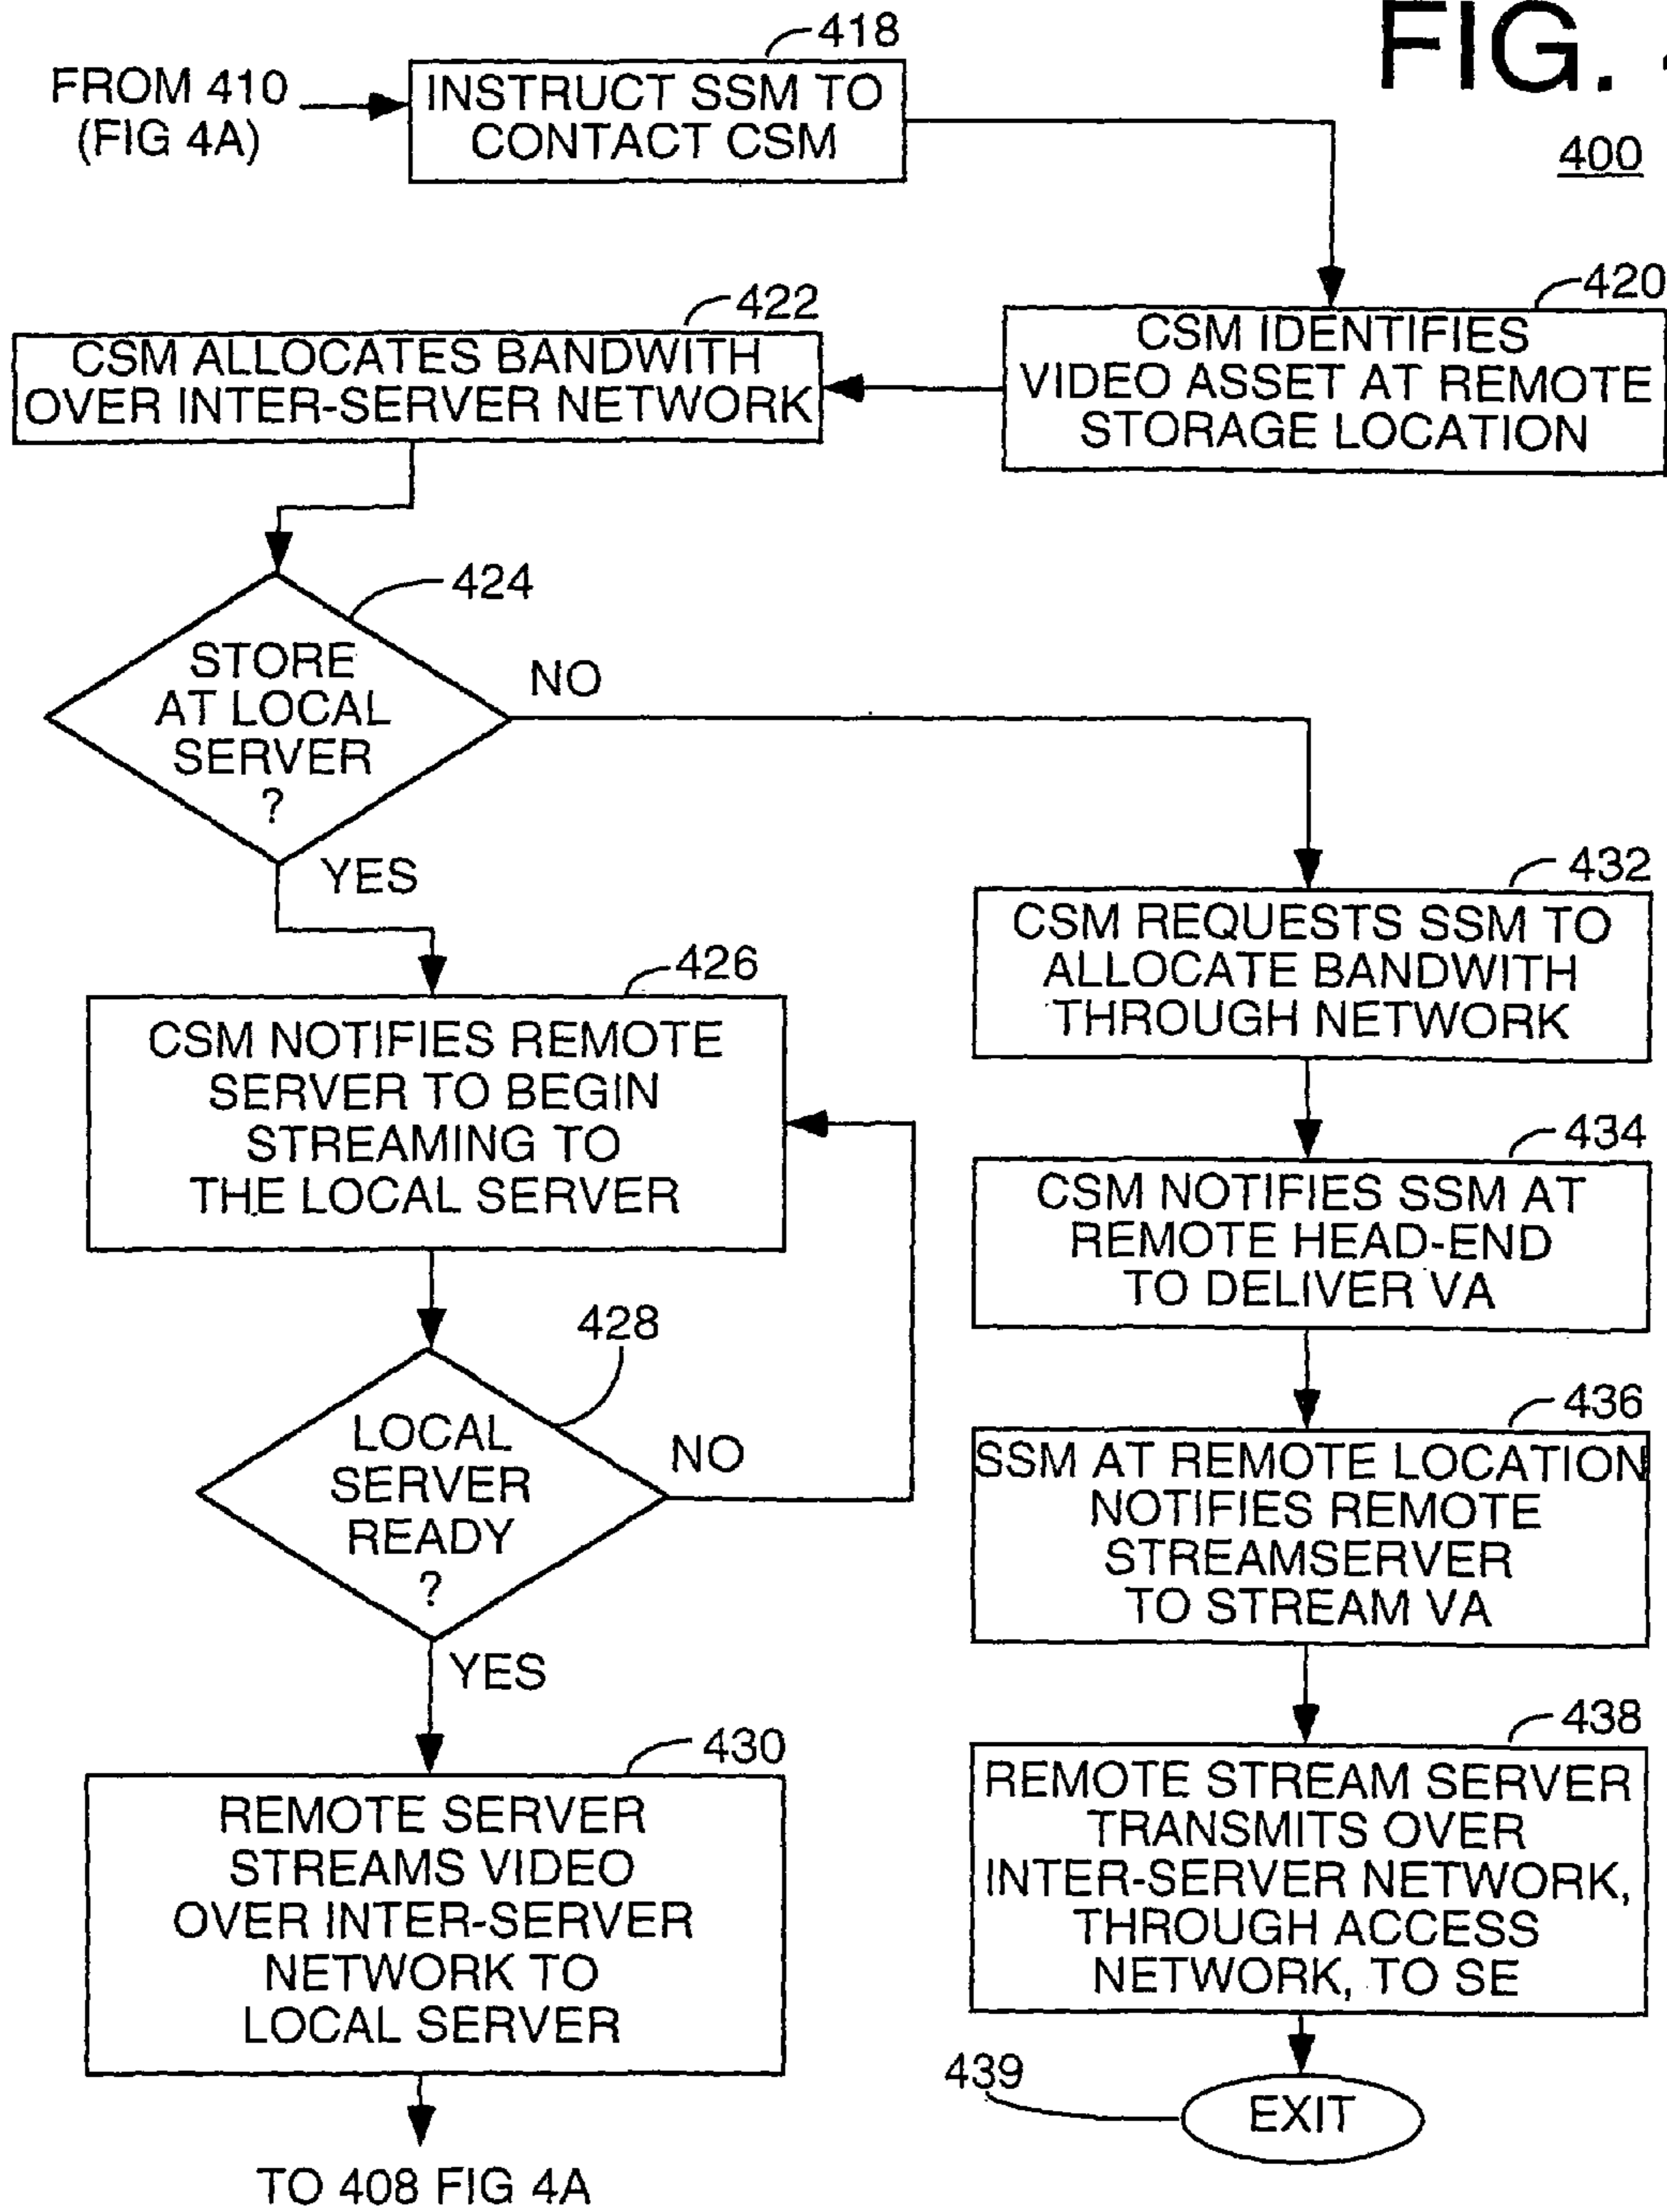 FIG.
400
418
FROM 410
(FIG 4A)
INSTRUCT SSM TO
CONTACT CSM
420
CSM IDENTIFIES
VIDEO ASSET AT REMOTE
STORAGE LOCATION
422
CSM ALLOCATES BANDWITH
OVER INTER-SERVER NETWORK
424
STORE
AT LOCAL
SERVER
?
NO
YES
426
CSM NOTIFIES REMOTE
SERVER TO BEGIN
STREAMING TO
THE LOCAL SERVER
428
LOCAL
SERVER
READY
?
NO
YES
430
REMOTE SERVER
STREAMS VIDEO
OVER INTER-SERVER
NETWORK TO
LOCAL SERVER
TO 408 FIG 4A
432
CSM REQUESTS SSM TO
ALLOCATE BANDWITH
THROUGH NETWORK
434
CSM NOTIFIES SSM AT
REMOTE HEAD-END
TO DELIVER VA
436
SSM AT REMOTE LOCATION
NOTIFIES REMOTE
STREAMSERVER
TO STREAM VA
438
REMOTE STREAM SERVER
TRANSMITS OVER
INTER-SERVER NETWORK,
THROUGH ACCESS
NETWORK, TO SE
439
EXIT